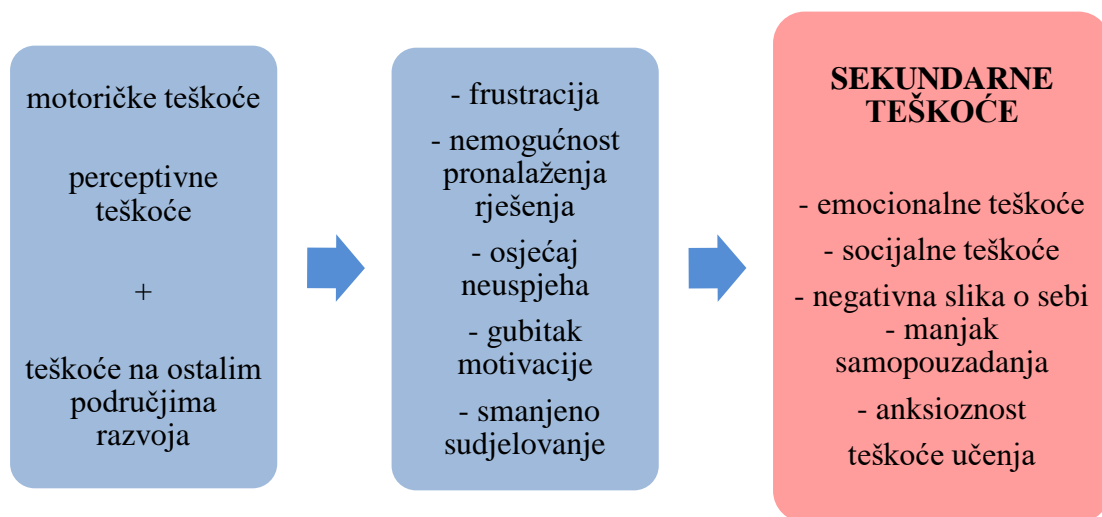 motoričke teškoće
perceptivne
teškoće
+
teškoće na ostalim
područjima
razvoja
- frustracija
- nemogućnost
pronalaženja
rješenja
- osjećaj
neuspjeha
- gubitak
motivacije
- smanjeno
sudjelovanje
SEKUNDARNE
TEŠKOĆE
- emocionalne teškoće
- socijalne teškoće
- negativna slika o sebi
- manjak
samopouzadanja
- anksioznost
teškoće učenja